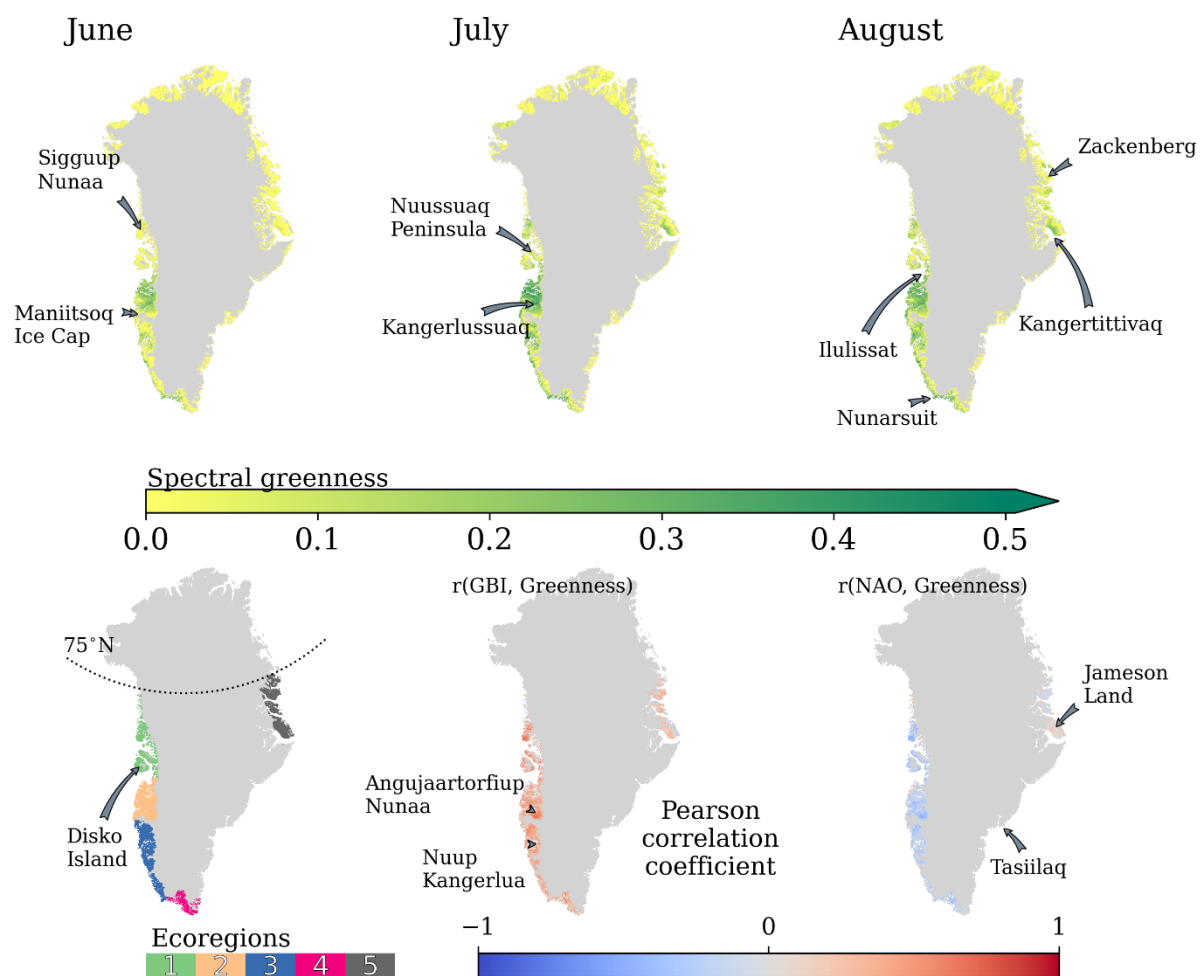 June
July
August
Sigguup
Nunaa
Maniitsoq
Ice Cap
Nuussuaq
Peninsula
Kangerlussuaq
Zackenberg
Kangertittivaq
Ilulissat
Nunarsuit
Spectral greenness
0.0
0.1
0.2
0.3
0.4
0.5
75°N
Disko
Island
Ecoregions
1
2
3
4
5
r(GBI, Greenness)
Angujaartorfiup
Nunaa
Nuup
Kangerlua
Pearson
correlation
coefficient
r(NAO, Greenness)
Jameson
Land
Tasiilaq
−1
0
1